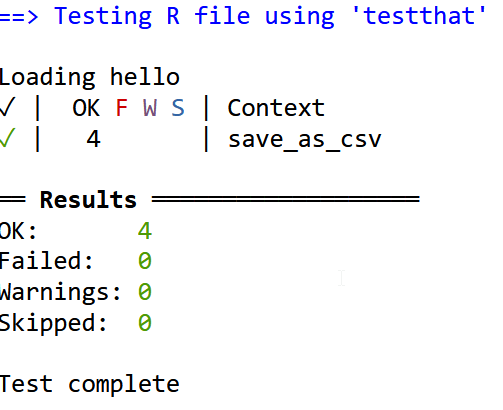 ==> Testing R file using 'testthat'
Loading hello
✓ | OK F W S | Context
✓ | 4 | save_as_csv
══ Results ═════════════════════
OK: 4
Failed: 0
Warnings: 0
Skipped: 0
Test complete